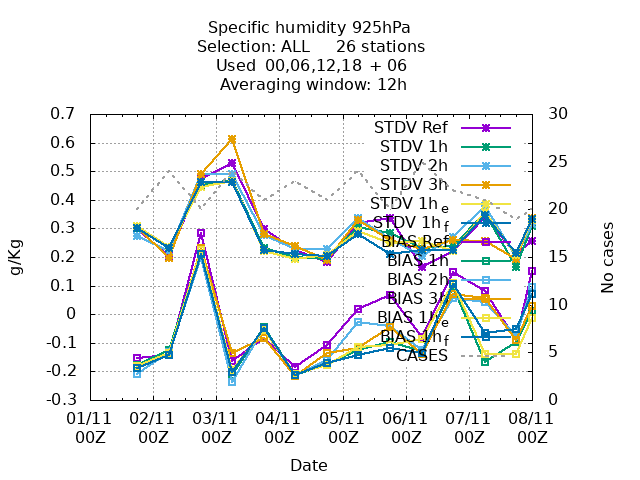 Specific humidity 925hPa
Selection: ALL 26 stations
Used 00,06,12,18 + 06
Averaging window: 12h
0.7
0.6
0.5
0.4
0.3
0.2
0.1
0
-0.1
-0.2
-0.3
g/Kg
30
25
20
15
10
5
0
No cases
STDV Ref
STDV 1h
STDV 2h
STDV 3h
STDV 1h e
STDV 1h f
BIAS Ref
BIAS 1h
BIAS 2h
BIAS 3h
BIAS 1h e
BIAS 1h f
CASES
01/11 02/11 03/11 04/11 05/11 06/11 07/11 08/11
00Z 00Z 00Z 00Z 00Z 00Z 00Z 00Z
Date